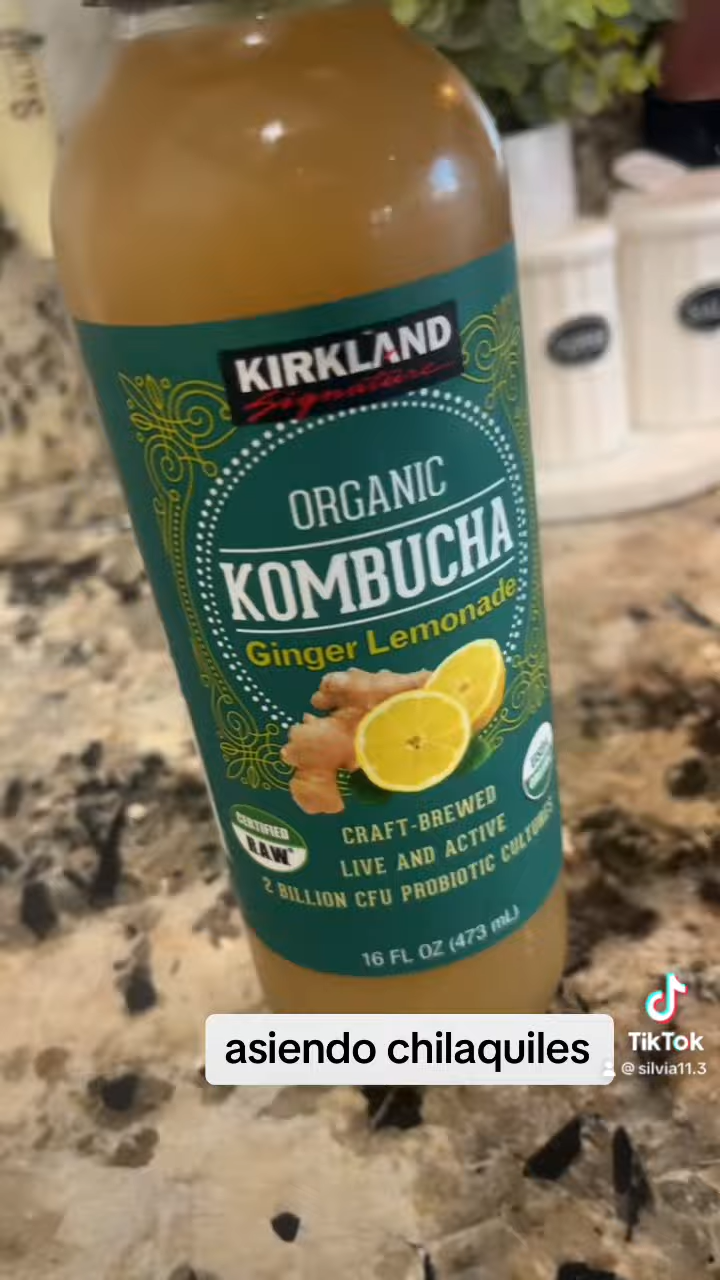 KIRKLAND
Signature
ORGANIC
KOMBUCHA
Ginger Lemonade
CERTIFIED
RAW
CRAFT-BREWED
LIVE AND ACTIVE
2 BILLION CFU PROBIOTIC CULTURES
16 FL OZ (473 mL)
asiendo chilaquiles
TikTok
@silvia11.3